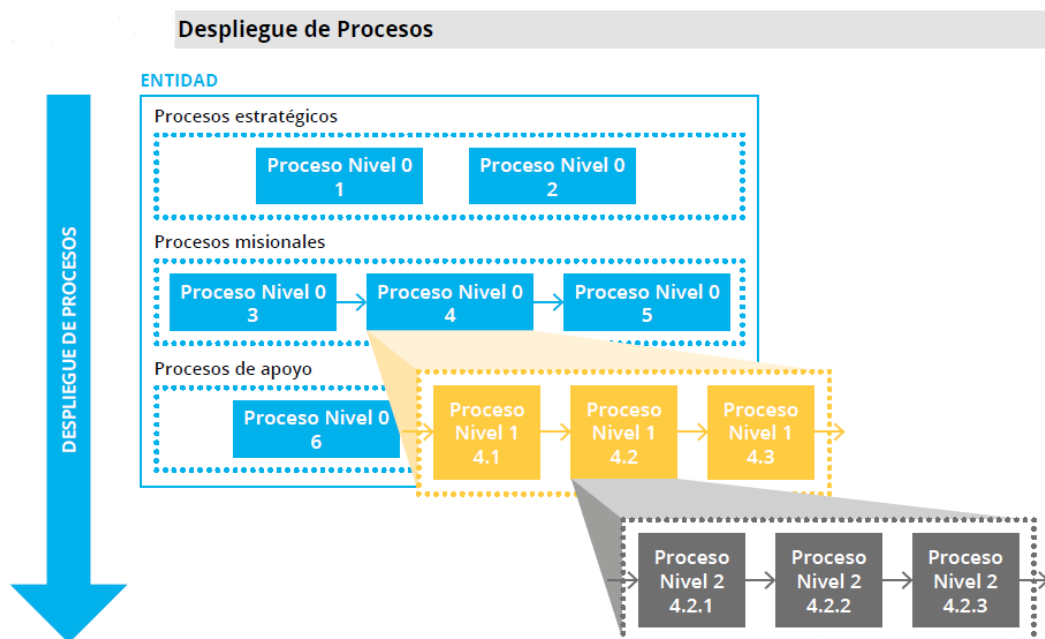 Despliegue de Procesos
ENTIDAD
DESPLIEGUE DE PROCESOS
Procesos estratégicos
Proceso Nivel 0
1
Proceso Nivel 0
2
Procesos misionales
Proceso Nivel 0
3
Proceso Nivel 0
4
Proceso Nivel 0
5
Procesos de apoyo
Proceso Nivel 0
6
Proceso
Nivel 1
4.1
Proceso
Nivel 1
4.2
Proceso
Nivel 1
4.3
Proceso
Nivel 2
4.2.1
Proceso
Nivel 2
4.2.2
Proceso
Nivel 2
4.2.3